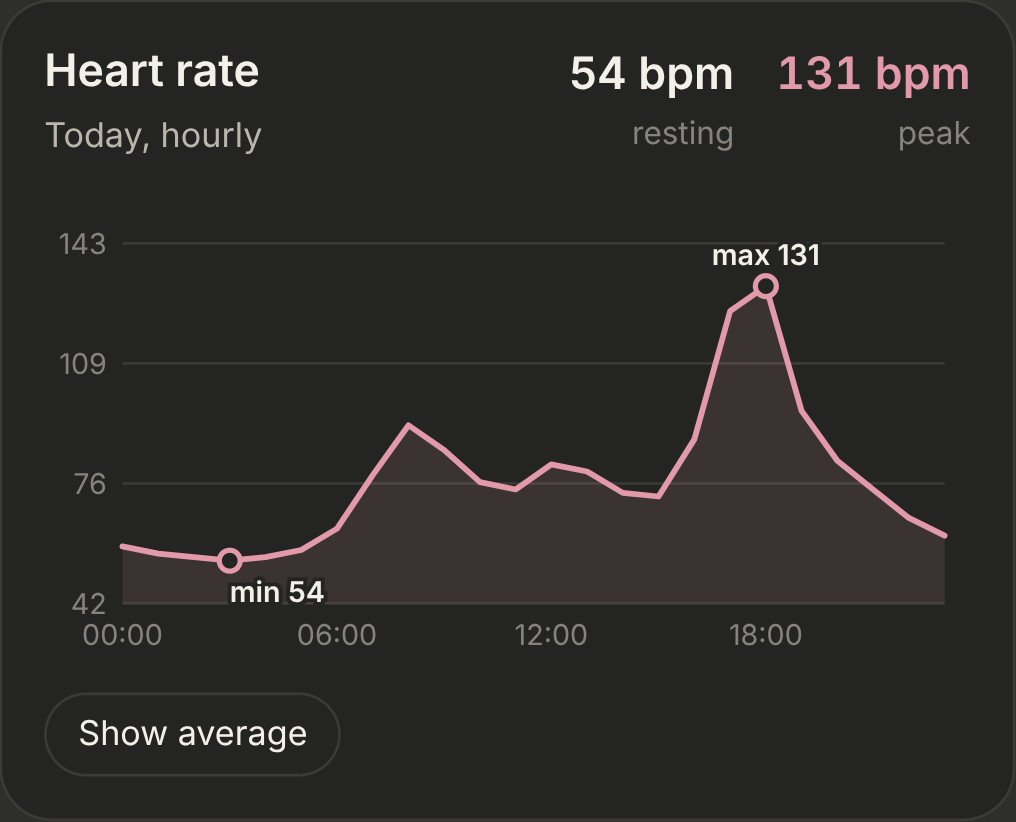 Heart rate
54 bpm
131 bpm
Today, hourly
resting
peak
143
max 131
109
76
min 54
42
00:00
06:00
12:00
18:00
Show average